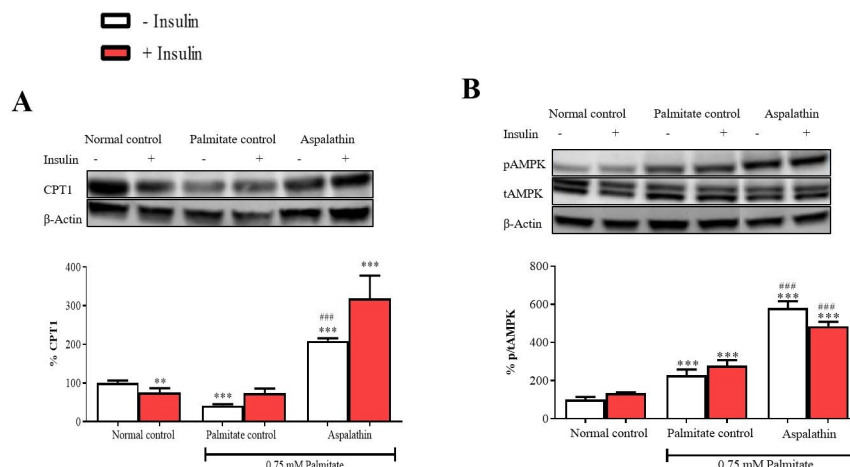 - Insulin
+ Insulin
A
Normal control Palmitate control Aspalathin
Insulin - + - + - +
CPT1
β-Actin
400
300
200
100
0
% CPT1
**
***
###
***
***
Normal control Palmitate control Aspalathin
0.75 mM Palmitate
B
Normal control Palmitate control Aspalathin
Insulin - + - + - +
pAMPK
tAMPK
β-Actin
800
600
400
200
0
% p/tAMPK
***
***
###
***
###
***
Normal control Palmitate control Aspalathin
0.75 mM Palmitate